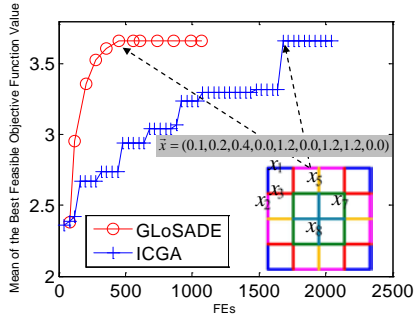 Mean of the Best Feasible Objective Function Value
3.5
3
2.5
2
x⃗ = (0.1,0.2,0.4,0.0,1.2,0.0,1.2,1.2,0.0)
x₁
x₅
x₃
x₂
x₇
x₈
GLoSADE
ICGA
0 500 1000 1500 2000 2500
FEs